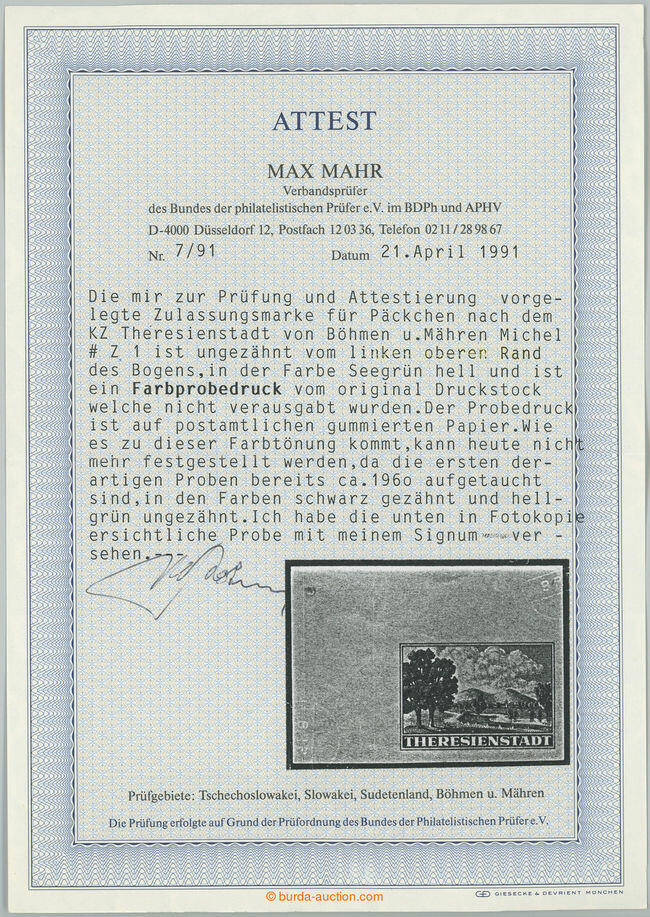 ATTEST
MAX MAHR
Verbandsprüfer
des Bundes der philatelistischen Prüfer e.V. im BDPh und APHV
D-4000 Düsseldorf 12, Postfach 12 03 36, Telefon 02 11 / 28 98 67
Nr. 7/91 Datum 21.April 1991
Die mir zur Prüfung und Attestierung vorge-
legte Zulassungsmarke für Päckchen nach dem
KZ Theresienstadt von Böhmen u.Mähren Michel
# Z 1 ist ungezähnt vom linken oberen Rand
des Bogens,in der Farbe Seegrün hell und ist
ein Farbprobedruck vom original Druckstock
welche nicht verausgabt wurden.Der Probedruck
ist auf postamtlichen gummierten Papier.Wie
es zu dieser Farbtönung kommt,kann heute nicht
mehr festgestellt werden,da die ersten der-
artigen Proben bereits ca.196o aufgetaucht
sind,in den Farben schwarz gezähnt und hell-
grün ungezähnt.Ich habe die unten in Fotokopie
ersichtliche Probe mit meinem Signum ver -
sehen.--
THERESIENSTADT
Prüfgebiete: Tschechoslowakei, Slowakei, Sudetenland, Böhmen u. Mähren
Die Prüfung erfolgte auf Grund der Prüfordnung des Bundes der Philatelistischen Prüfer e.V.
GIESECKE & DEVRIENT MÜNCHEN
© burda-auction.com